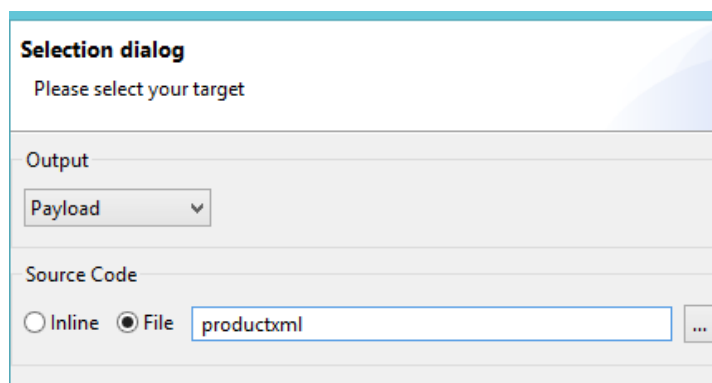 Selection dialog
Please select your target
Output
Payload
Source Code
Inline File productxml ...